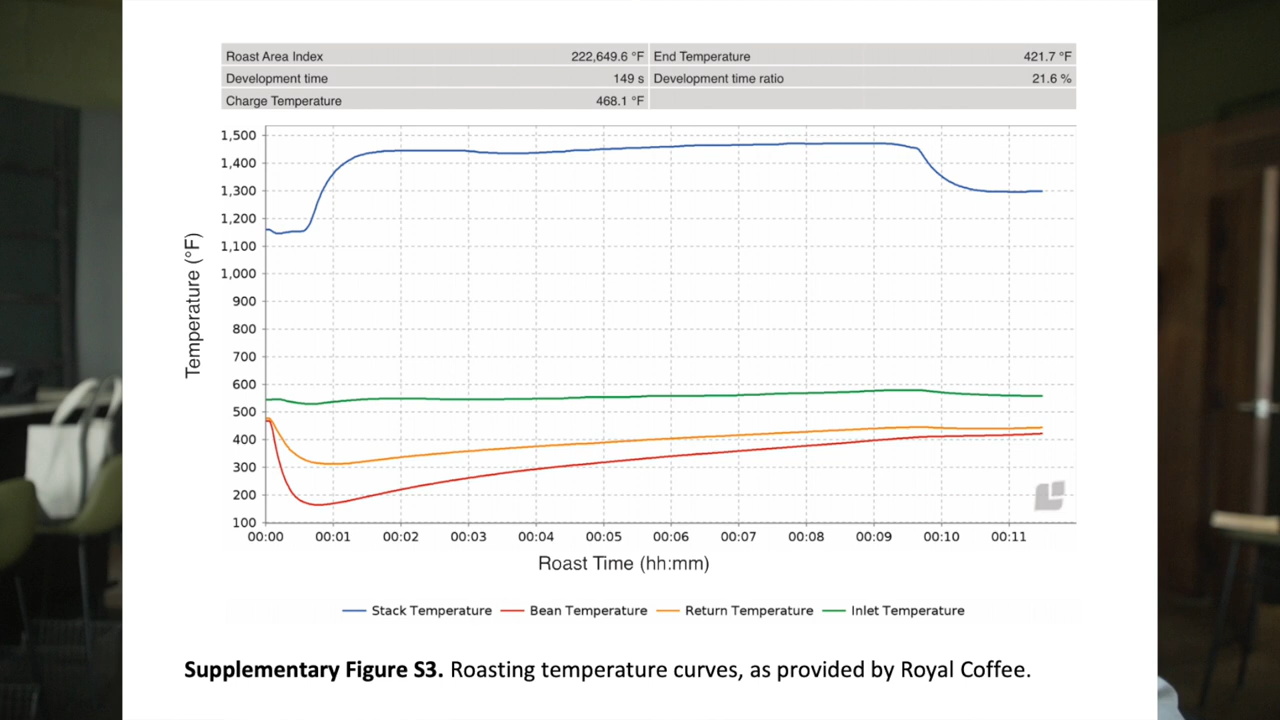 Roast Area Index 222,649.6 °F End Temperature 421.7 °F
Development time 149 s Development time ratio 21.6 %
Charge Temperature 468.1 °F
1,500
1,400
1,300
1,200
1,100
1,000
900
800
700
600
500
400
300
200
100
Temperature (°F)
00:00 00:01 00:02 00:03 00:04 00:05 00:06 00:07 00:08 00:09 00:10 00:11
Roast Time (hh:mm)
Stack Temperature Bean Temperature Return Temperature Inlet Temperature
Supplementary Figure S3. Roasting temperature curves, as provided by Royal Coffee.